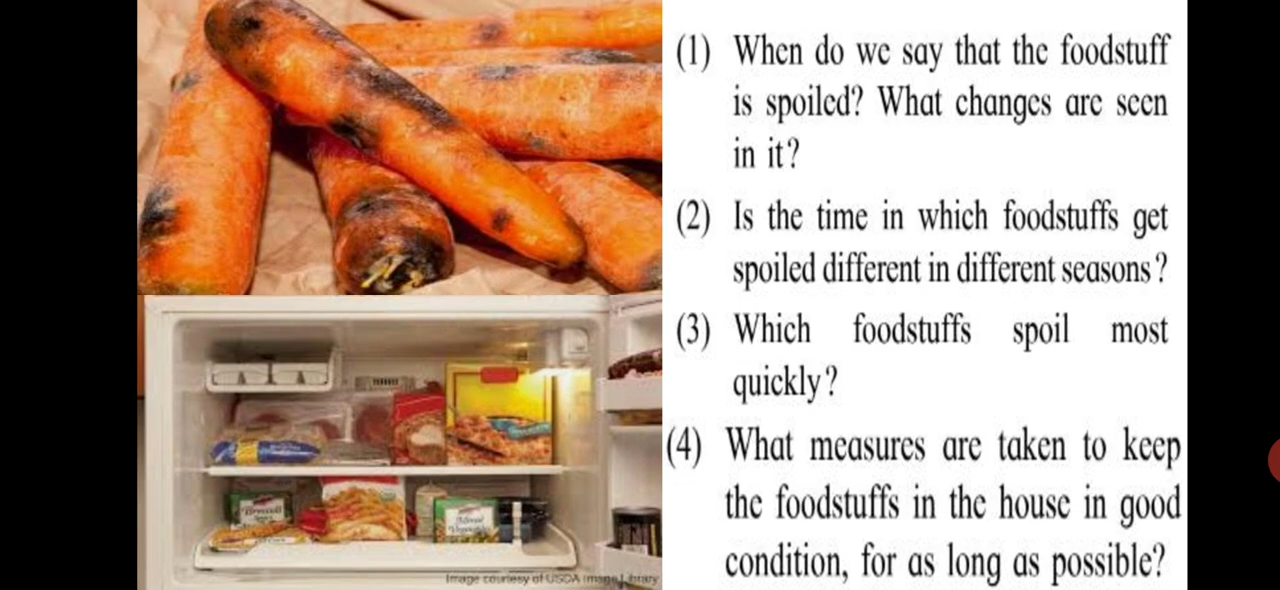 (1) When do we say that the foodstuff
is spoiled? What changes are seen
in it?
(2) Is the time in which foodstuffs get
spoiled different in different seasons?
(3) Which foodstuffs spoil most
quickly?
(4) What measures are taken to keep
the foodstuffs in the house in good
condition, for as long as possible?
Broccoli
Mixed
Vegetables
Image courtesy of USDA Image Library